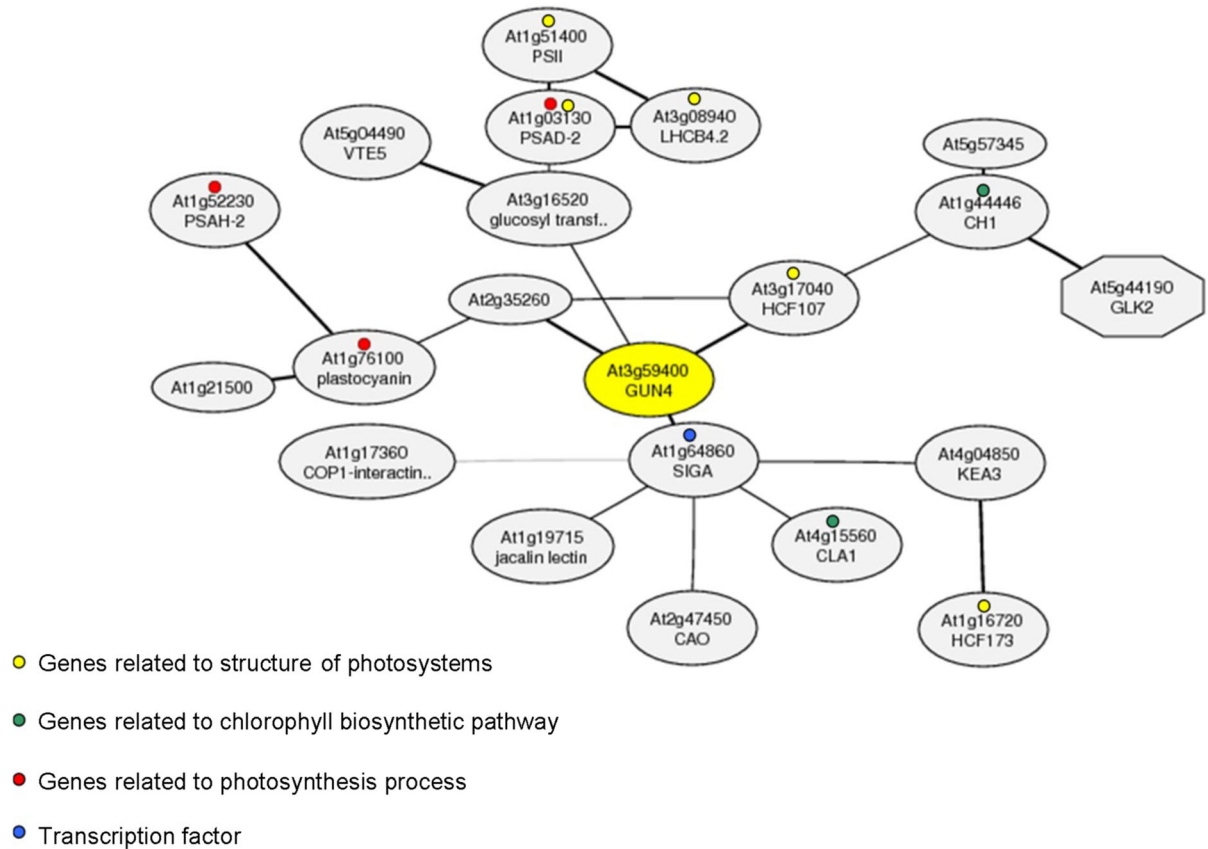 At1g51400
PSII
At1g03130
PSAD-2
At3g08940
LHCB4.2
At5g04490
VTE5
At5g57345
At1g52230
PSAH-2
At3g16520
glucosyl transf..
At1g44446
CH1
At2g35260
At3g17040
HCF107
At5g44190
GLK2
At1g76100
plastocyanin
At1g21500
At3g59400
GUN4
At1g17360
COP1-interactin..
At1g64860
SIGA
At4g04850
KEA3
At1g19715
jacalin lectin
At4g15560
CLA1
At2g47450
CAO
At1g16720
HCF173
Genes related to structure of photosystems
Genes related to chlorophyll biosynthetic pathway
Genes related to photosynthesis process
Transcription factor